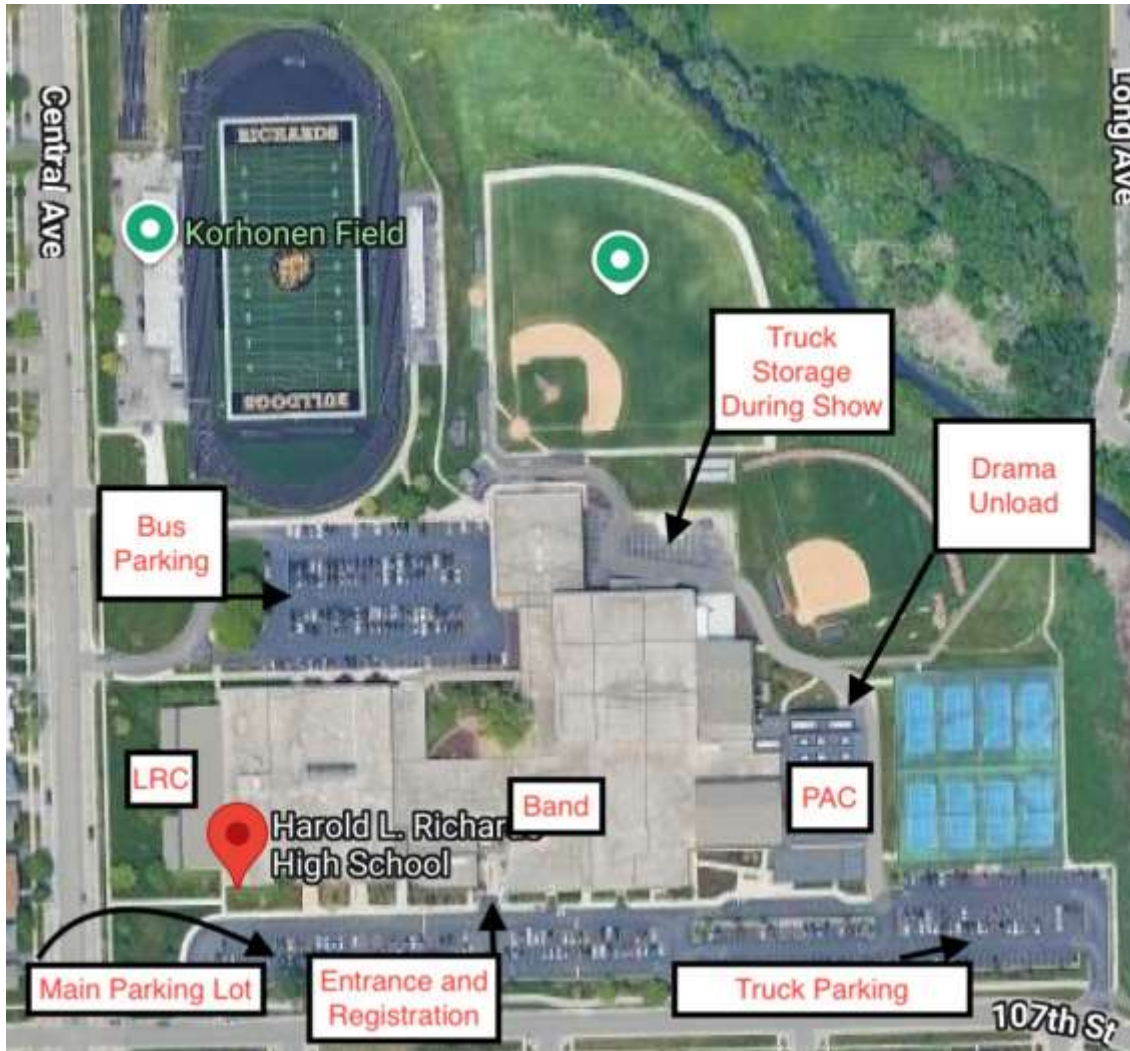 Central Ave
Long Ave
RICHARDS
Korhonen Field
BULLDOGS
Truck
Storage
During Show
Drama
Unload
Bus
Parking
LRC
Band
PAC
Harold L. Richards
High School
Main Parking Lot
Entrance and
Registration
Truck Parking
107th St